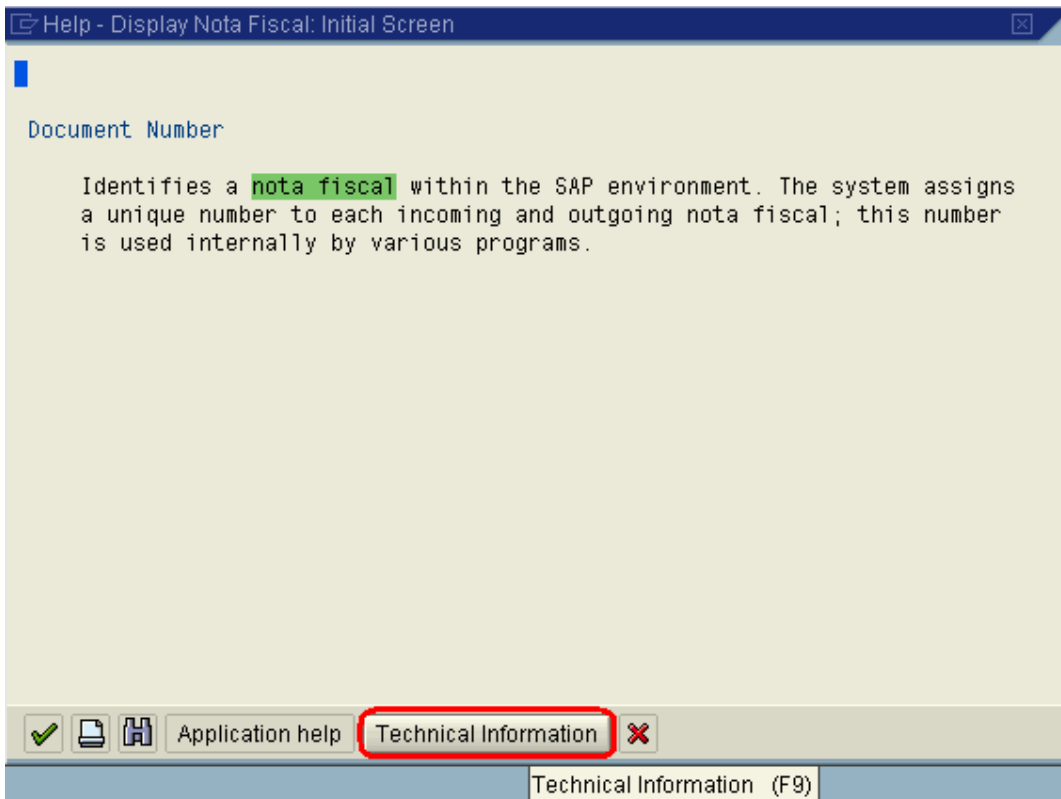 Help - Display Nota Fiscal: Initial Screen
Document Number
Identifies a nota fiscal within the SAP environment. The system assigns
a unique number to each incoming and outgoing nota fiscal; this number
is used internally by various programs.
Application help Technical Information
Technical Information (F9)